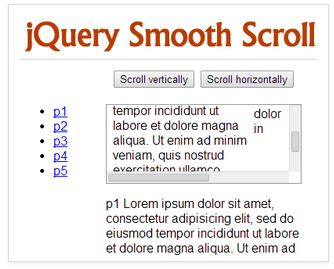 jQuery Smooth Scroll
Scroll vertically Scroll horizontally
p1
p2
p3
p4
p5
tempor incididunt ut
labore et dolore magna
aliqua. Ut enim ad minim
veniam, quis nostrud
exercitation ullamco
dolor
in
p1 Lorem ipsum dolor sit amet,
consectetur adipisicing elit, sed do
eiusmod tempor incididunt ut labore et
dolore magna aliqua. Ut enim ad